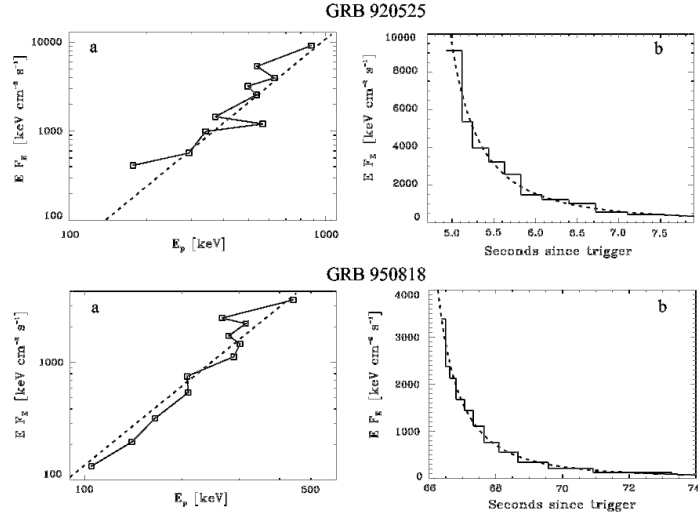 GRB 920525
a
b
10000
1000
100
E F_E [keV cm⁻² s⁻¹]
100
1000
E_p [keV]
10000
8000
6000
4000
2000
0
E F_E [keV cm⁻² s⁻¹]
5.0 5.5 6.0 6.5 7.0 7.5
Seconds since trigger
GRB 950818
a
b
1000
100
E F_E [keV cm⁻² s⁻¹]
100
500
E_p [keV]
4000
3000
2000
1000
0
E F_E [keV cm⁻² s⁻¹]
66 68 70 72 74
Seconds since trigger